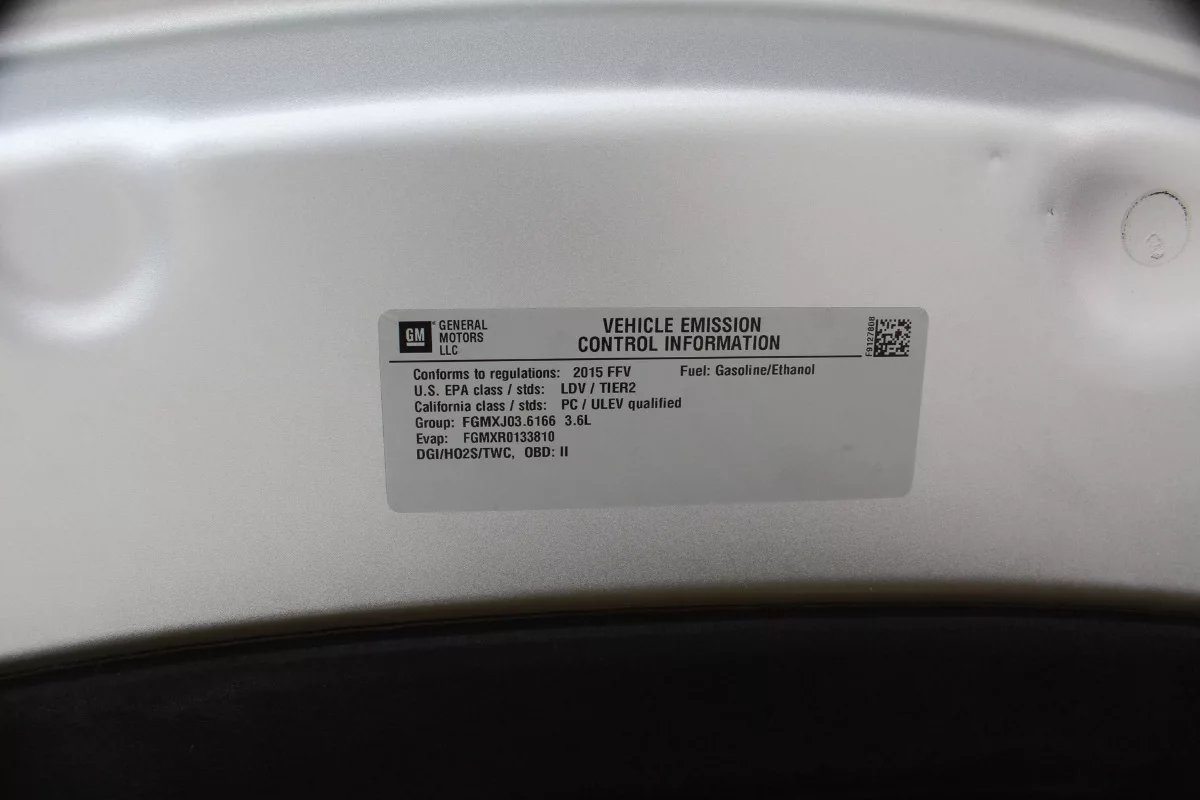 GM
GENERAL
MOTORS
LLC
VEHICLE EMISSION
CONTROL INFORMATION
F9127808
Conforms to regulations: 2015 FFV Fuel: Gasoline/Ethanol
U.S. EPA class / stds: LDV / TIER2
California class / stds: PC / ULEV qualified
Group: FGMXJ03.6166 3.6L
Evap: FGMXR0133810
DGI/HO2S/TWC, OBD: II